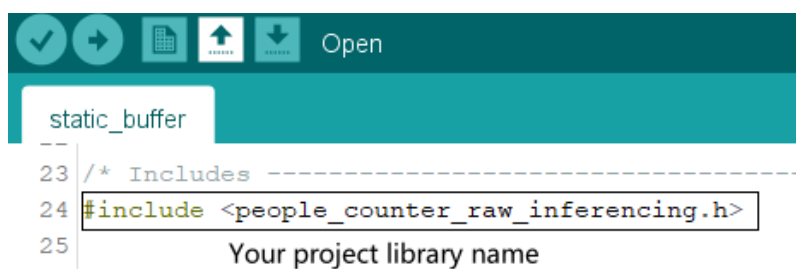 Open
static_buffer
23 /* Includes -----------------------------------
24 #include <people_counter_raw_inferencing.h>
25
Your project library name